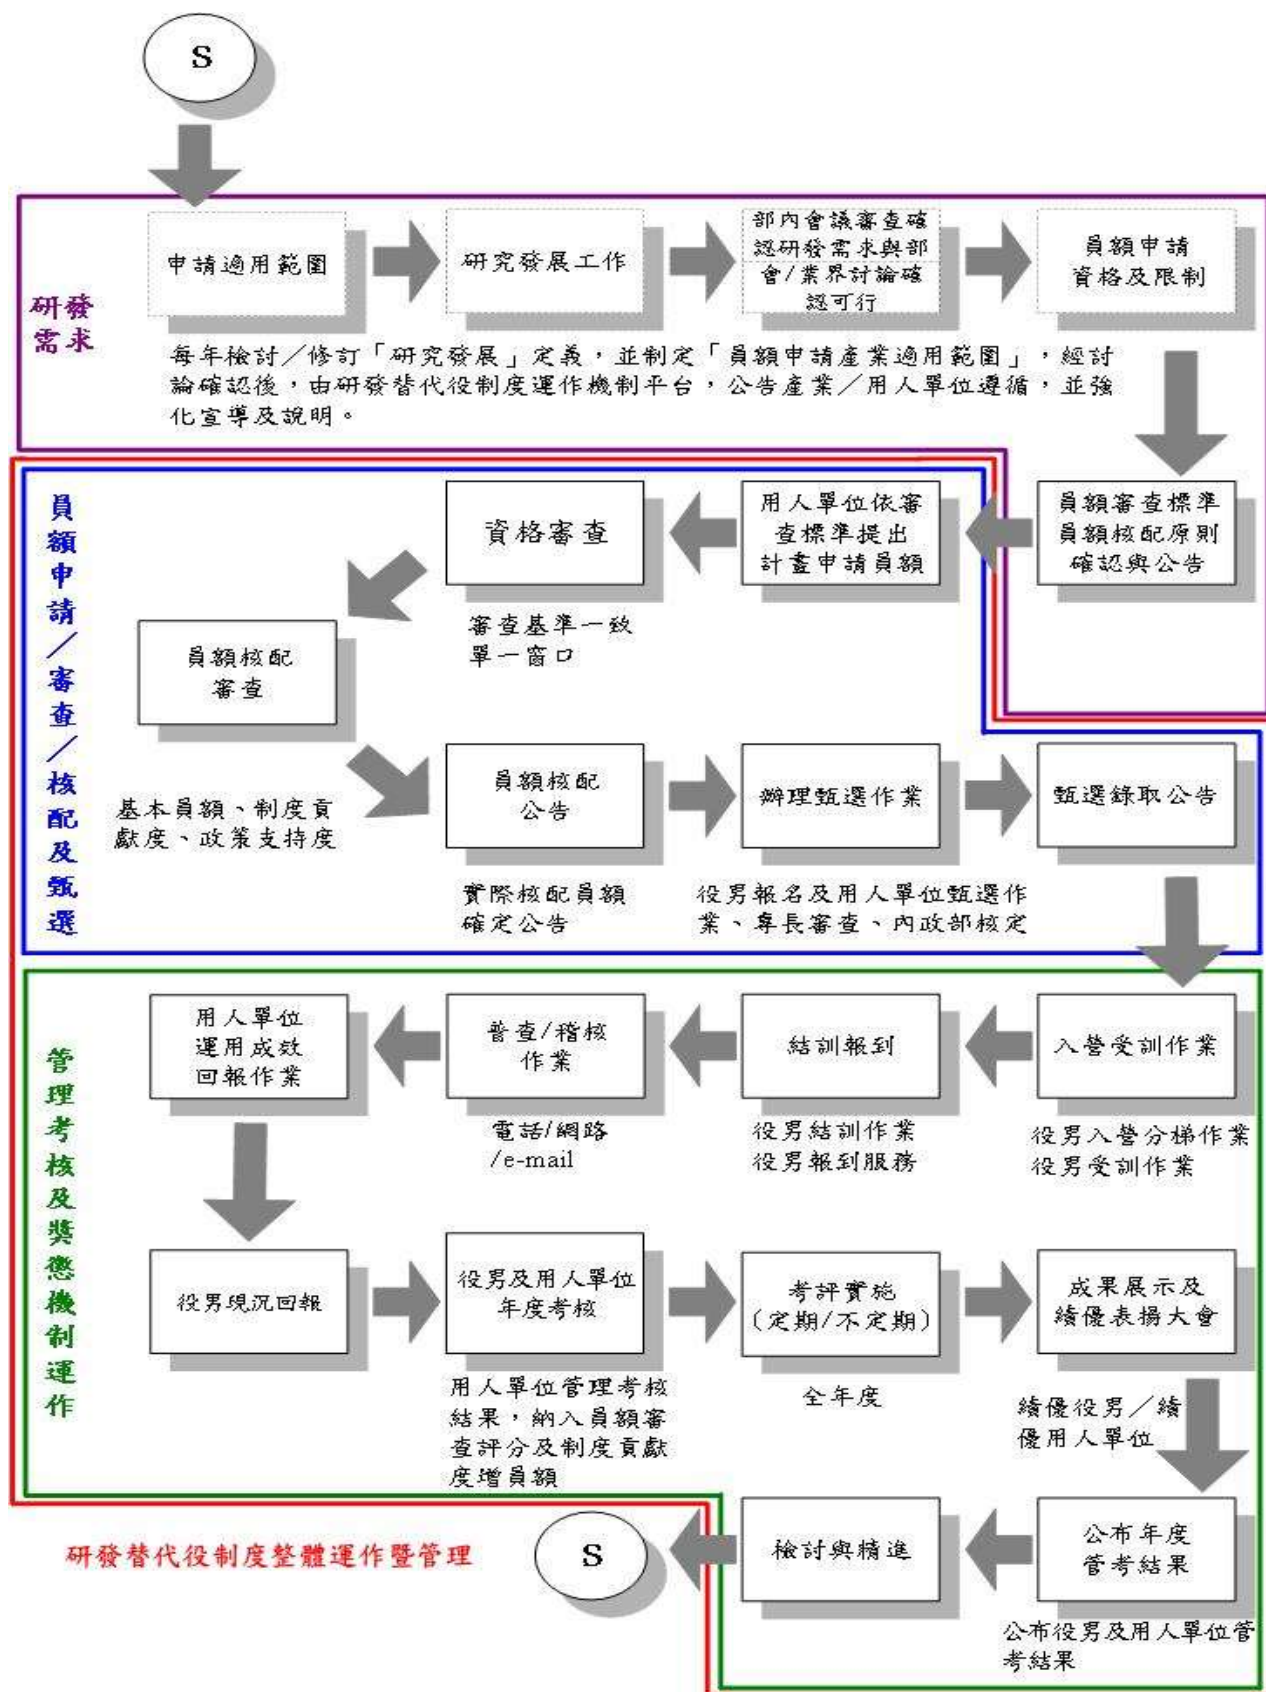 S
研發
需求
申請適用範圍
研究發展工作
部內會議審查確
認研發需求與部
會/業界討論確
認可行
員額申請
資格及限制
每年檢討／修訂「研究發展」定義，並制定「員額申請產業適用範圍」，經討
論確認後，由研發替代役制度運作機制平台，公告產業／用人單位遵循，並強
化宣導及說明。
員額審查標準
員額核配原則
確認與公告
員額申請／審查／核配及甄選
用人單位依審
查標準提出
計畫申請員額
資格審查
審查基準一致
單一窗口
員額核配
審查
基本員額、制度貢
獻度、政策支持度
員額核配
公告
實際核配員額
確定公告
辦理甄選作業
役男報名及用人單位甄選作
業、專長審查、內政部核定
甄選錄取公告
管理考核及獎懲機制運作
入營受訓作業
役男入營分梯作業
役男受訓作業
結訓報到
役男結訓作業
役男報到服務
普查/稽核
作業
電話/網路
/e-mail
用人單位
運用成效
回報作業
役男現況回報
役男及用人單位
年度考核
用人單位管理考核
結果，納入員額審
查評分及制度貢獻
度增員額
考評實施
(定期/不定期)
全年度
成果展示及
績優表揚大會
績優役男／績
優用人單位
公布年度
管考結果
公布役男及用人單位管
考結果
檢討與精進
S
研發替代役制度整體運作暨管理